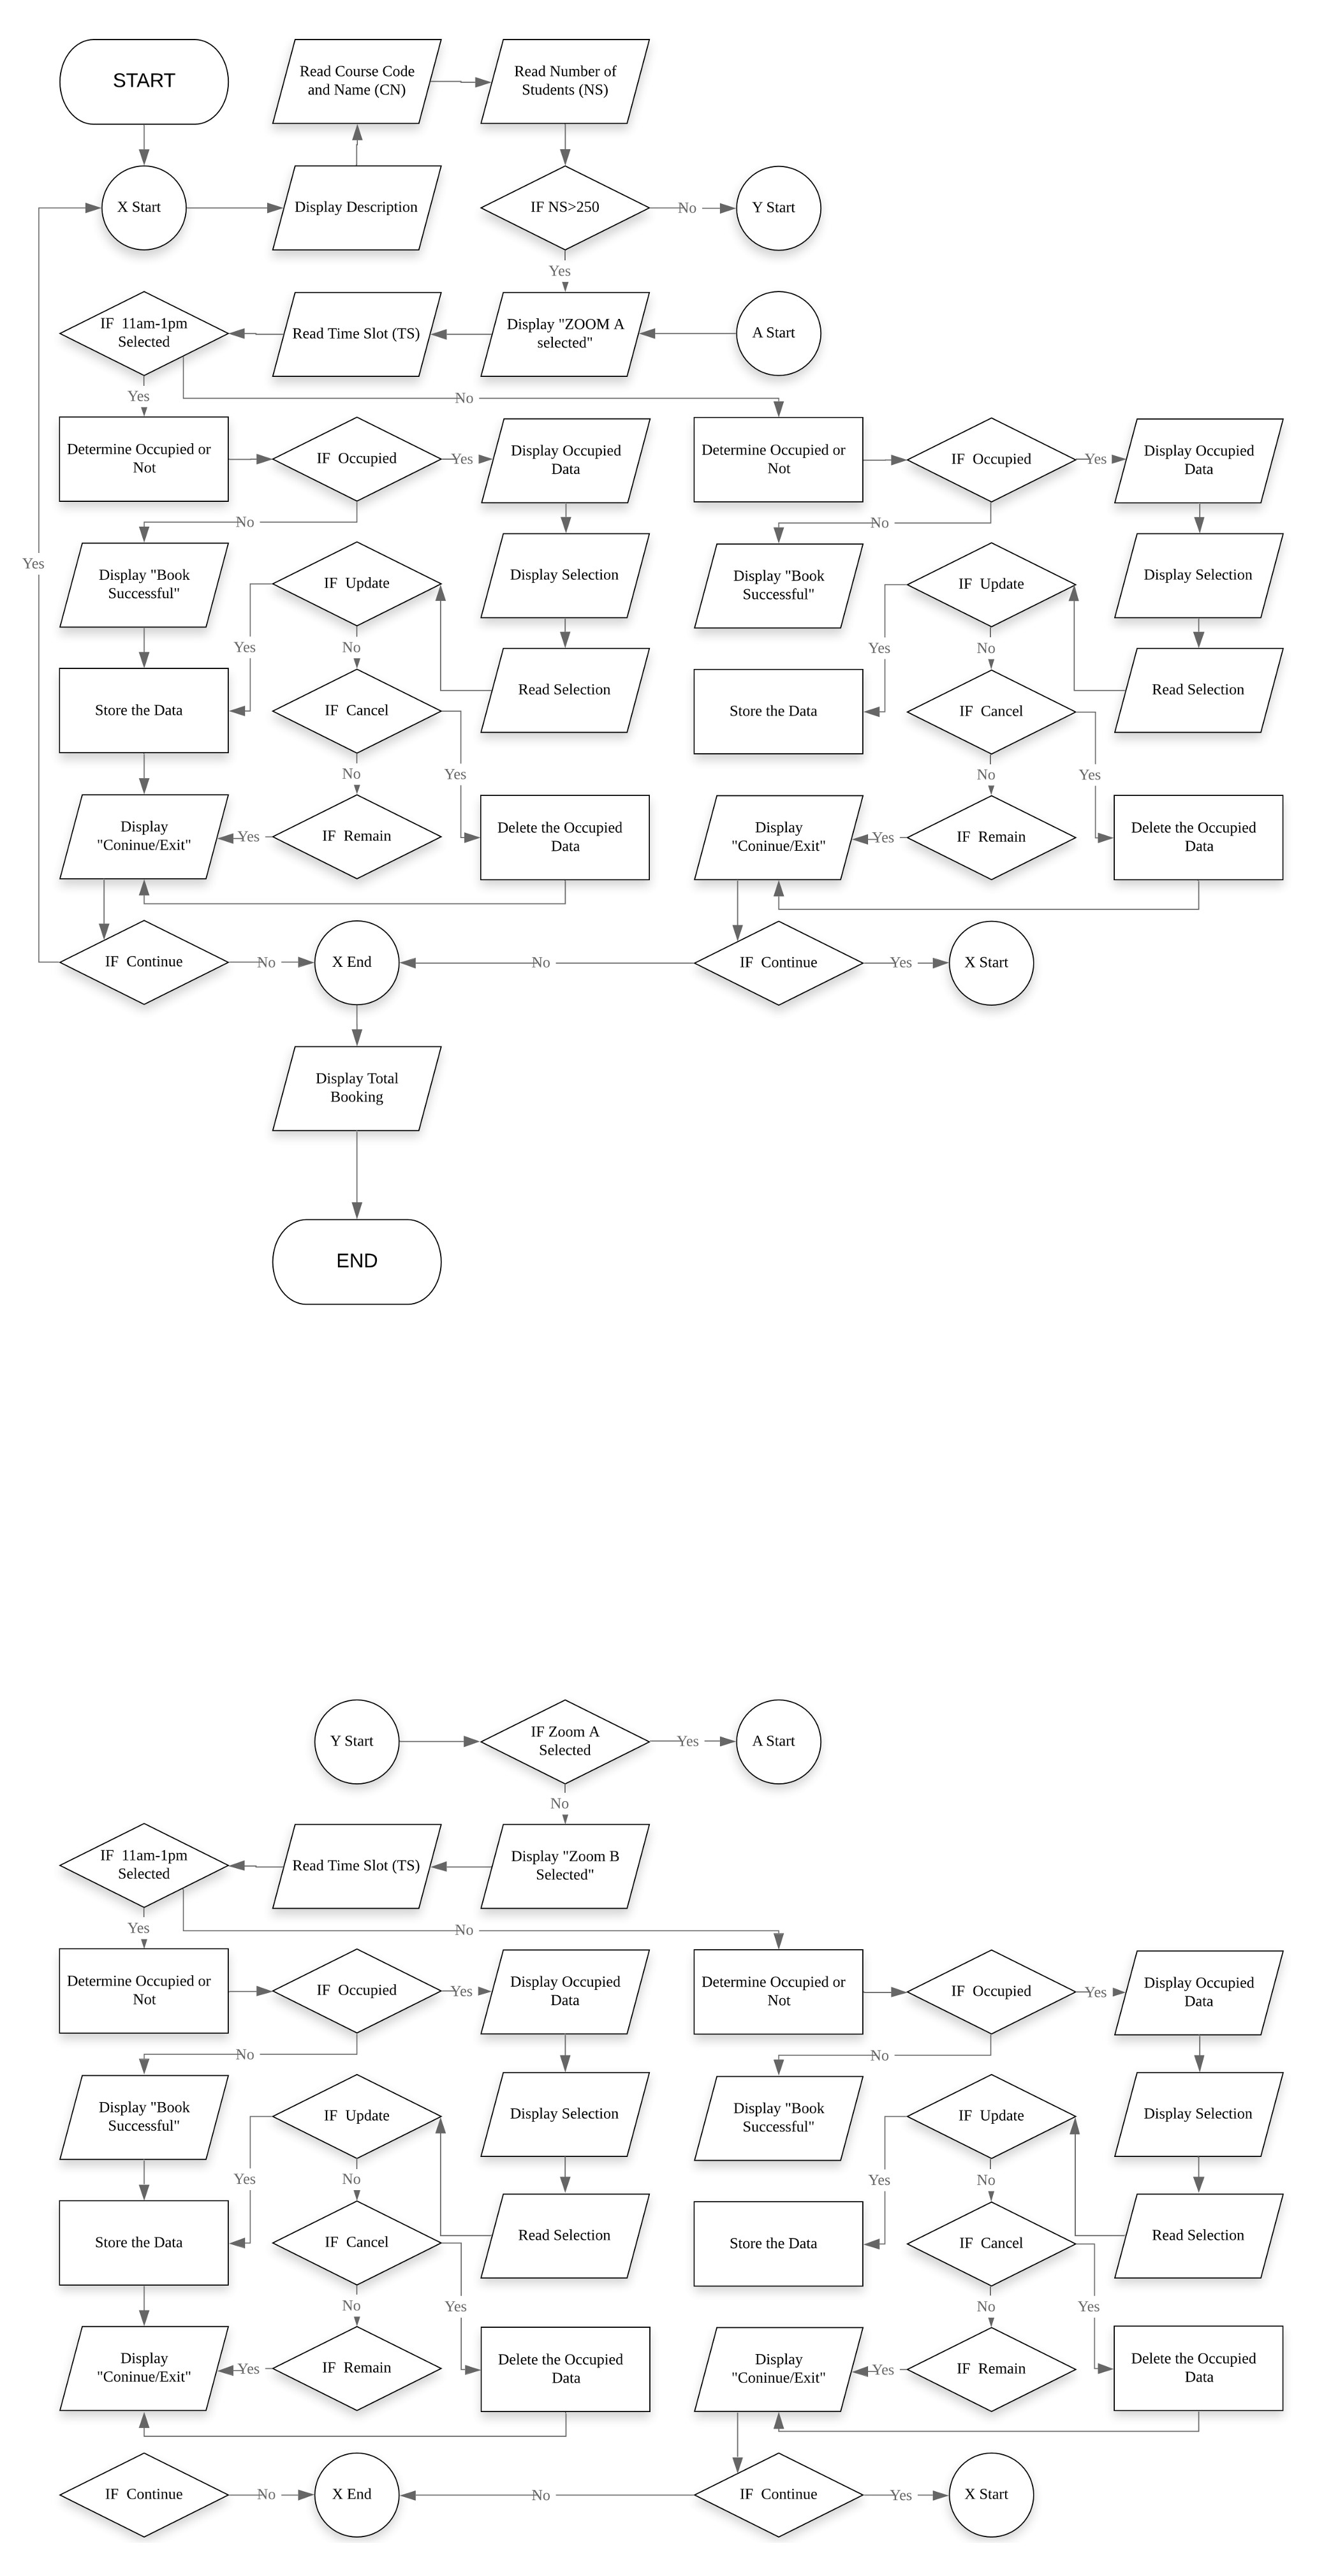 START
Read Course Code
and Name (CN)
Read Number of
Students (NS)
X Start
Display Description
IF NS>250
No
Y Start
Yes
IF 11am-1pm
Selected
Read Time Slot (TS)
Display "ZOOM A
selected"
A Start
Yes
No
Determine Occupied or
Not
IF Occupied
Yes
Display Occupied
Data
Determine Occupied or
Not
IF Occupied
Yes
Display Occupied
Data
No
No
Yes
Display "Book
Successful"
IF Update
Display Selection
Display "Book
Successful"
IF Update
Display Selection
Yes
No
Yes
No
Store the Data
IF Cancel
Read Selection
Store the Data
IF Cancel
Read Selection
No
Yes
No
Yes
Display
"Coninue/Exit"
Yes
IF Remain
Delete the Occupied
Data
Display
"Coninue/Exit"
Yes
IF Remain
Delete the Occupied
Data
IF Continue
No
X End
No
IF Continue
Yes
X Start
Display Total
Booking
END
Y Start
IF Zoom A
Selected
Yes
A Start
No
IF 11am-1pm
Selected
Read Time Slot (TS)
Display "Zoom B
Selected"
Yes
No
Determine Occupied or
Not
IF Occupied
Yes
Display Occupied
Data
Determine Occupied or
Not
IF Occupied
Yes
Display Occupied
Data
No
No
Display "Book
Successful"
IF Update
Display Selection
Display "Book
Successful"
IF Update
Display Selection
Yes
No
Yes
No
Store the Data
IF Cancel
Read Selection
Store the Data
IF Cancel
Read Selection
No
Yes
No
Yes
Display
"Coninue/Exit"
Yes
IF Remain
Delete the Occupied
Data
Display
"Coninue/Exit"
Yes
IF Remain
Delete the Occupied
Data
IF Continue
No
X End
No
IF Continue
Yes
X Start